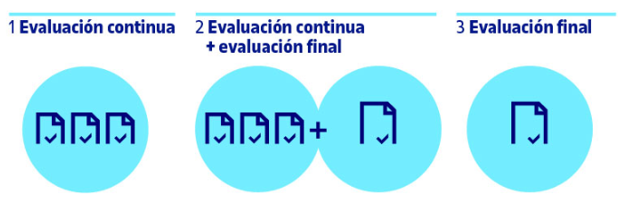 1 Evaluación continua
2 Evaluación continua
+ evaluación final
3 Evaluación final
+